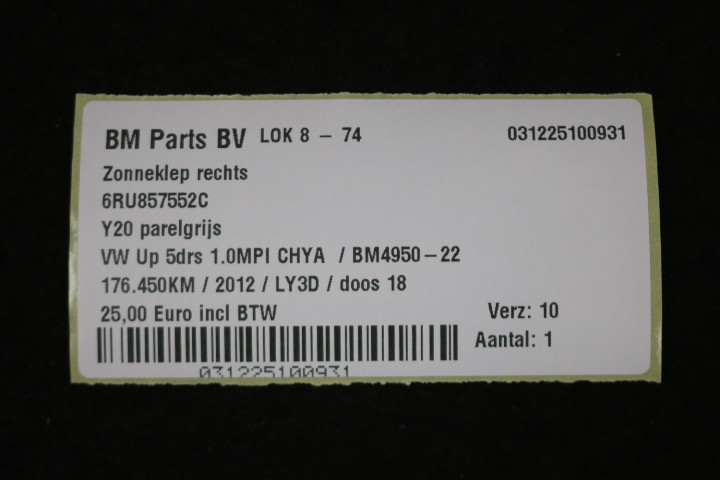 BM Parts BV LOK 8 - 74 031225100931
Zonneklep rechts
6RU857552C
Y20 parelgrijs
VW Up 5drs 1.0MPI CHYA / BM4950-22
176.450KM / 2012 / LY3D / doos 18
25,00 Euro incl BTW Verz: 10
Aantal: 1
031225100931